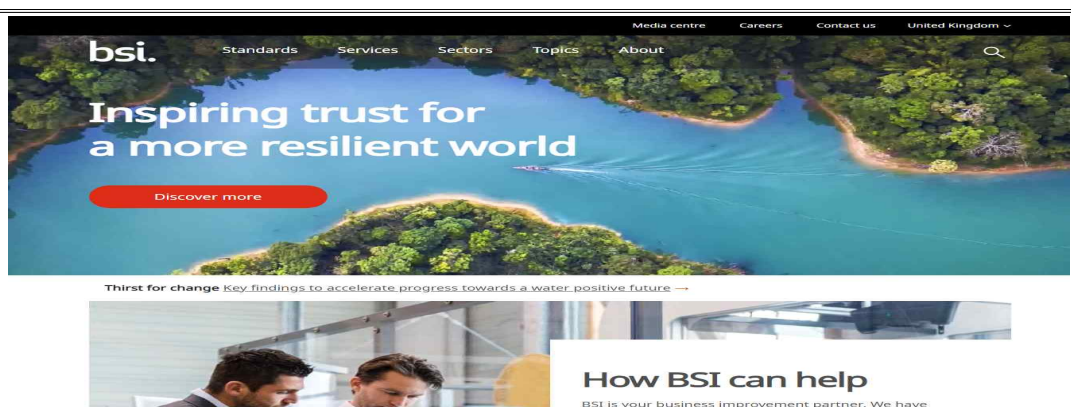 Media centre Careers Contact us United Kingdom
bsi. Standards Services Sectors Topics About
Inspiring trust for
a more resilient world
Discover more
Thirst for change Key findings to accelerate progress towards a water positive future →
How BSI can help
BSI is your business improvement partner. We have